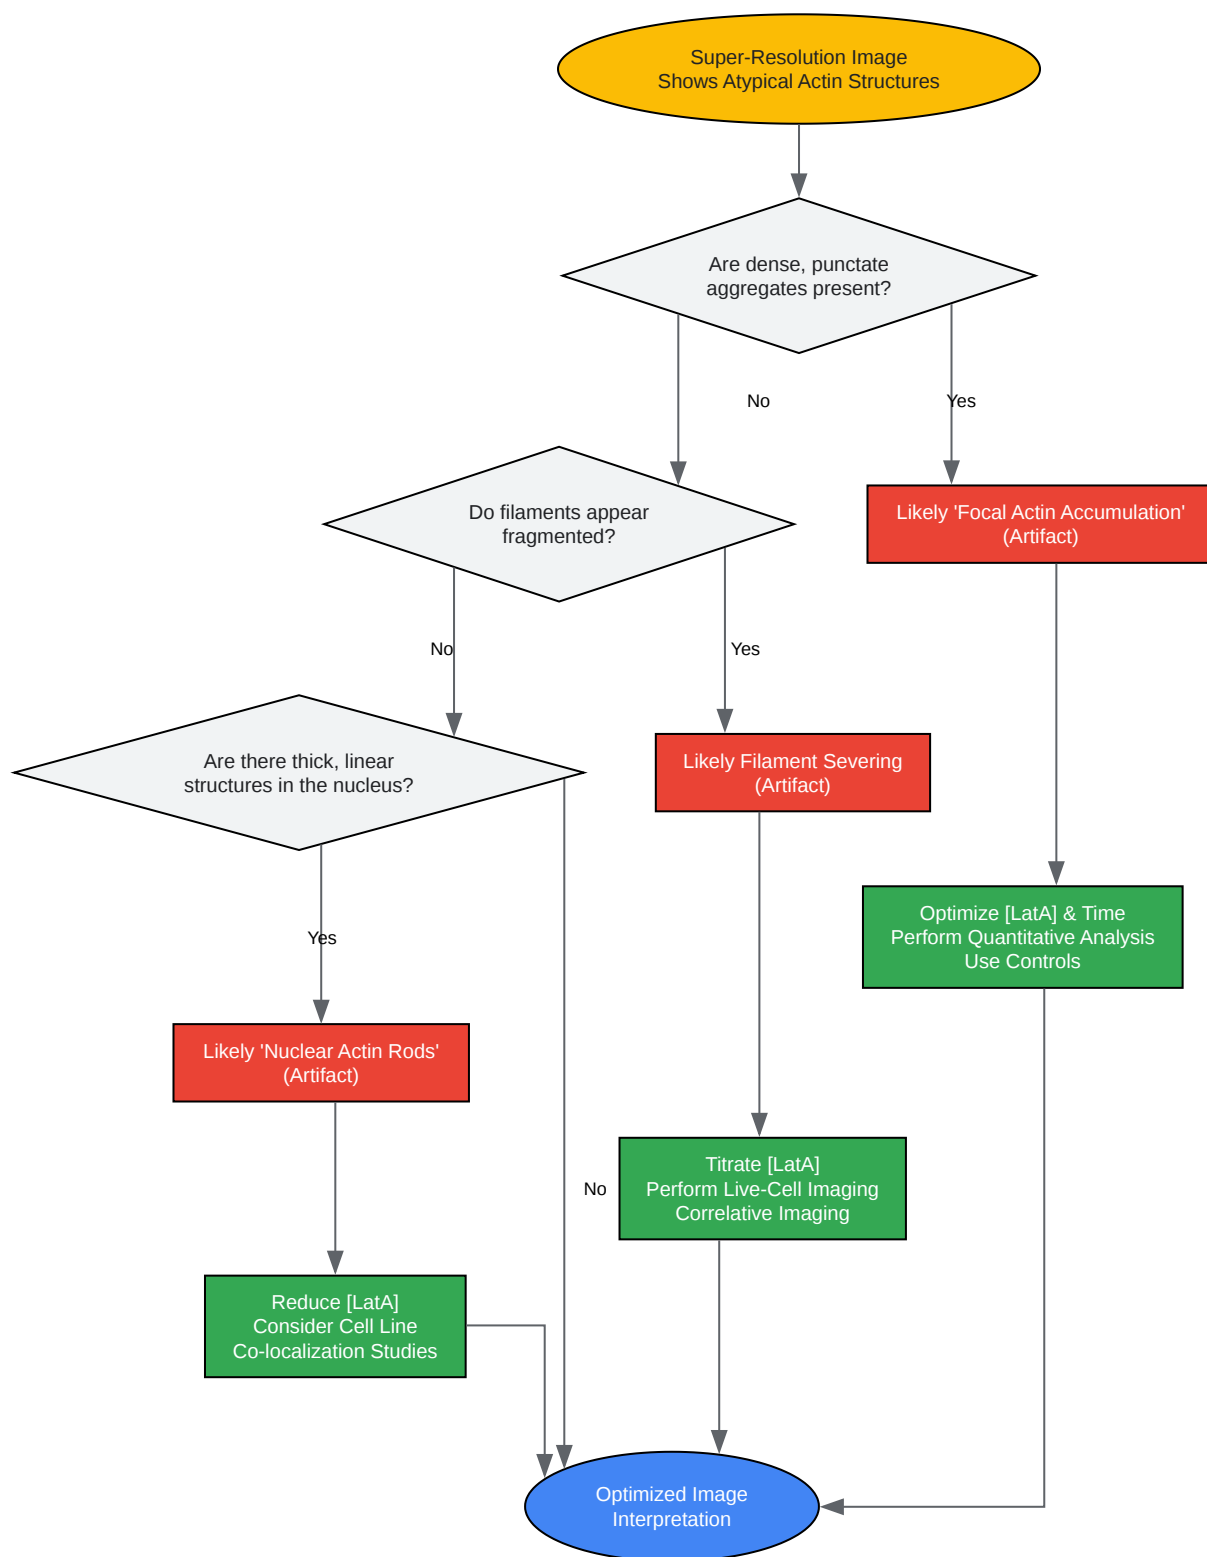 Super-Resolution Image
Shows Atypical Actin Structures
Are dense, punctate
aggregates present?
No
Yes
Do filaments appear
fragmented?
Likely 'Focal Actin Accumulation'
(Artifact)
No
Yes
Are there thick, linear
structures in the nucleus?
Likely Filament Severing
(Artifact)
Optimize [LatA] & Time
Perform Quantitative Analysis
Use Controls
Yes
Likely 'Nuclear Actin Rods'
(Artifact)
No
Titrate [LatA]
Perform Live-Cell Imaging
Correlative Imaging
Reduce [LatA]
Consider Cell Line
Co-localization Studies
Optimized Image
Interpretation